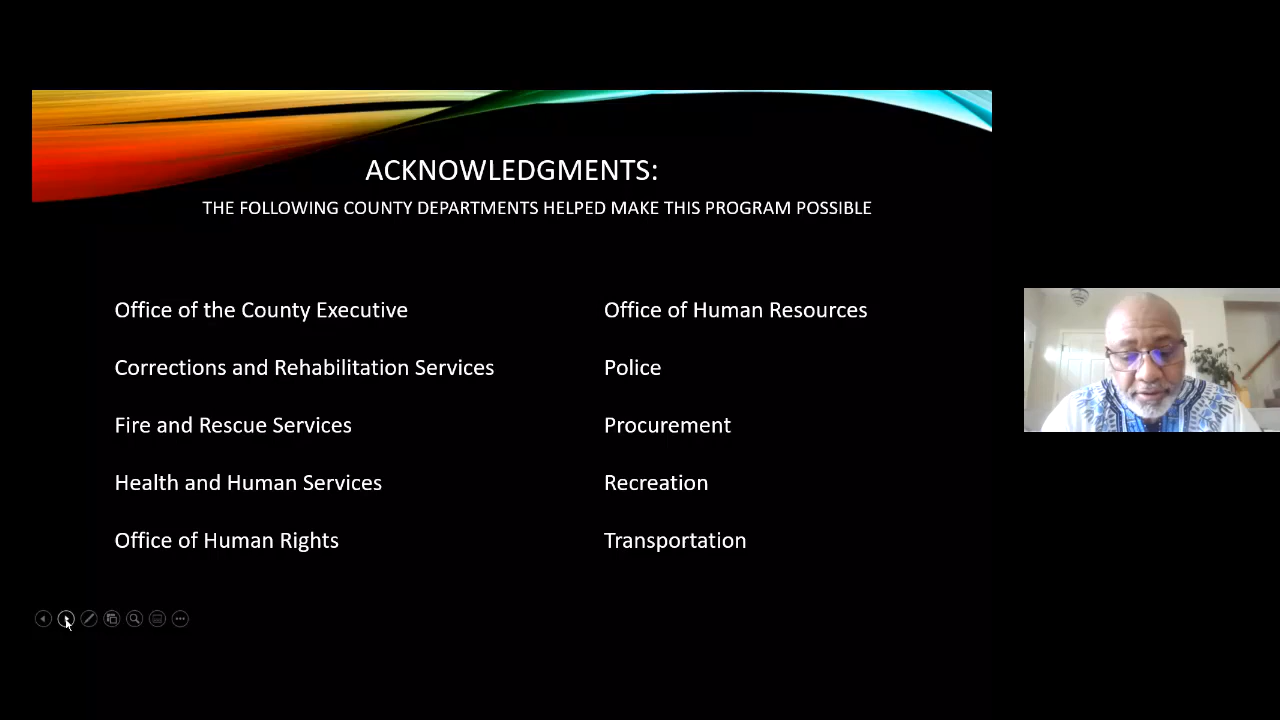 ACKNOWLEDGMENTS:
THE FOLLOWING COUNTY DEPARTMENTS HELPED MAKE THIS PROGRAM POSSIBLE
Office of the County Executive
Corrections and Rehabilitation Services
Fire and Rescue Services
Health and Human Services
Office of Human Rights
Office of Human Resources
Police
Procurement
Recreation
Transportation